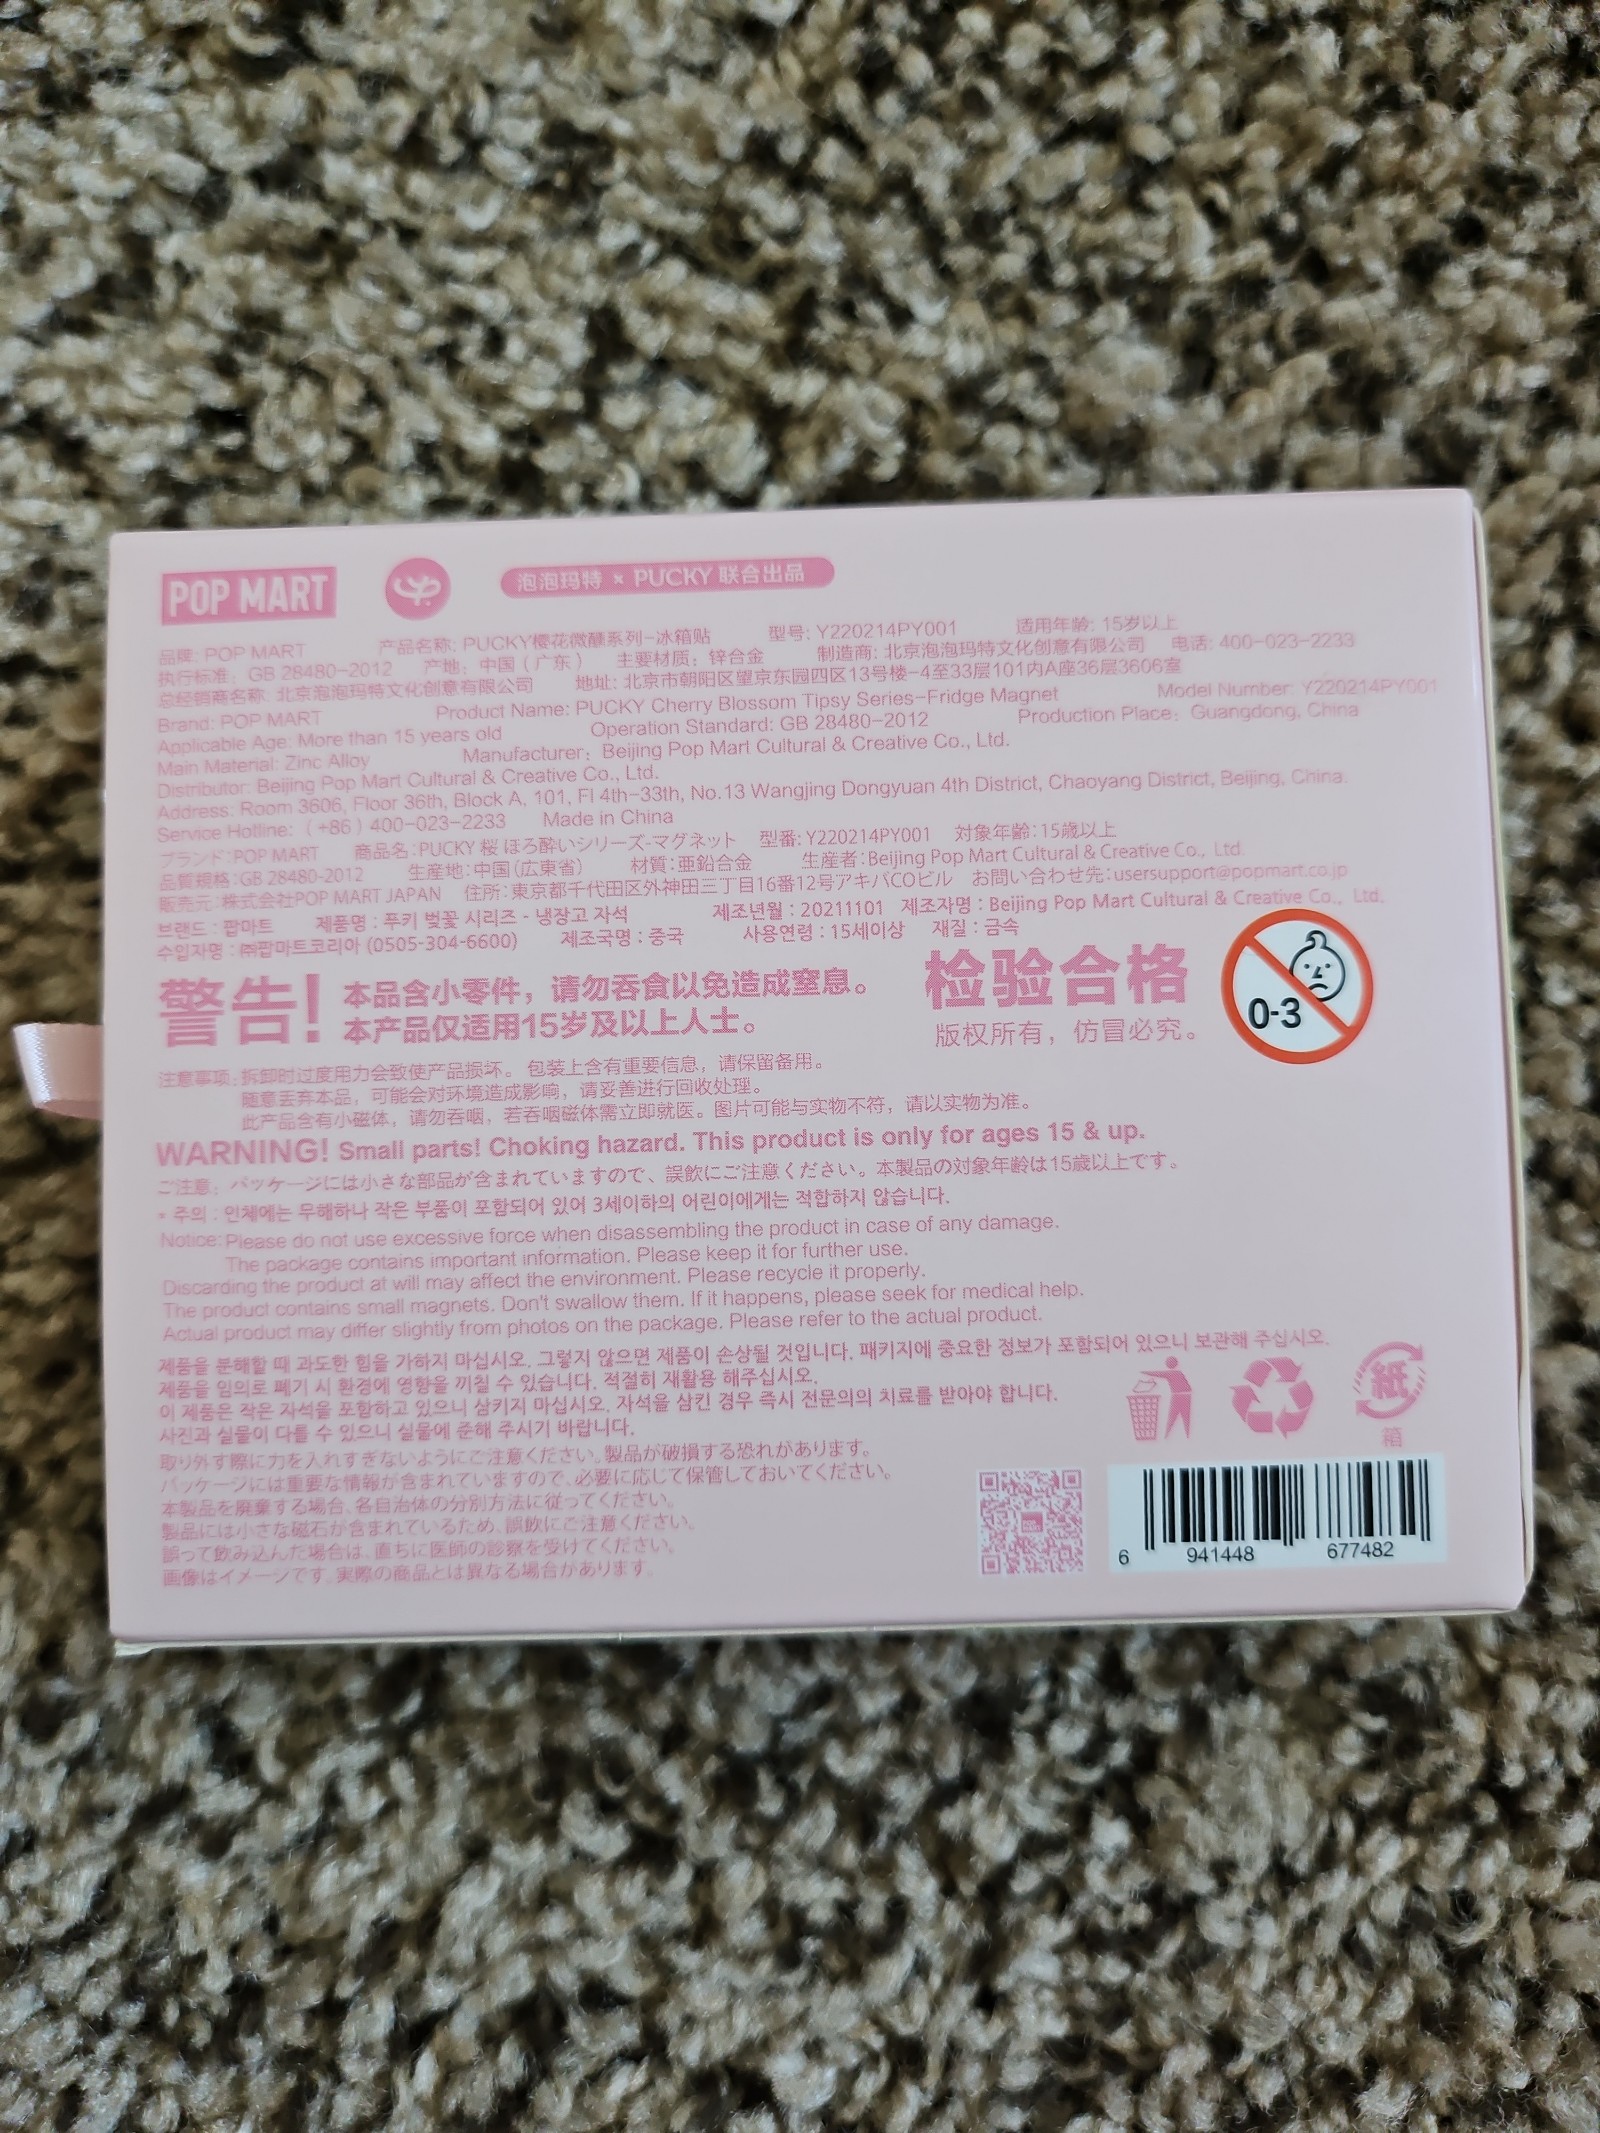 POP MART
泡泡玛特 × PUCKY 联合出品
品牌: POP MART 产品名称: PUCKY樱花微醺系列-冰箱贴 型号: Y220214PY001 适用年龄: 15岁以上
执行标准: GB 28480-2012 产地: 中国（广东） 主要材质: 锌合金 制造商: 北京泡泡玛特文化创意有限公司 电话: 400-023-2233
总经销商名称: 北京泡泡玛特文化创意有限公司 地址: 北京市朝阳区望京东园四区13号楼-4至33层101内A座36层3606室
Brand: POP MART Product Name: PUCKY Cherry Blossom Tipsy Series-Fridge Magnet Model Number: Y220214PY001
Applicable Age: More than 15 years old Operation Standard: GB 28480-2012 Production Place: Guangdong, China
Main Material: Zinc Alloy Manufacturer: Beijing Pop Mart Cultural & Creative Co., Ltd.
Distributor: Beijing Pop Mart Cultural & Creative Co., Ltd.
Address: Room 3606, Floor 36th, Block A, 101, Fl 4th-33th, No.13 Wangjing Dongyuan 4th District, Chaoyang District, Beijing, China.
Service Hotline: (+86) 400-023-2233 Made in China
ブランド:POP MART 商品名:PUCKY 桜 ほろ酔いシリーズ-マグネット 型番:Y220214PY001 対象年齢:15歳以上
品質規格:GB 28480-2012 生産地:中国(広東省) 材質:亜鉛合金 生産者:Beijing Pop Mart Cultural & Creative Co., Ltd.
販売元:株式会社POP MART JAPAN 住所:東京都千代田区外神田三丁目16番12号アキバCOビル お問い合わせ先:usersupport@popmart.co.jp
브랜드 : 팝마트 제품명 : 푸키 벚꽃 시리즈 - 냉장고 자석 제조년월 : 20211101 제조자명 : Beijing Pop Mart Cultural & Creative Co., Ltd.
수입자명 : ㈜팝마트코리아 (0505-304-6600) 제조국명 : 중국 사용연령 : 15세이상 재질 : 금속
警告! 本品含小零件，请勿吞食以免造成窒息。
本产品仅适用15岁及以上人士。
检验合格
版权所有，仿冒必究。
0-3
注意事项: 拆卸时过度用力会致使产品损坏。包装上含有重要信息，请保留备用。
随意丢弃本品，可能会对环境造成影响，请妥善进行回收处理。
此产品含有小磁体，请勿吞咽，若吞咽磁体需立即就医。图片可能与实物不符，请以实物为准。
WARNING! Small parts! Choking hazard. This product is only for ages 15 & up.
ご注意: パッケージには小さな部品が含まれていますので、誤飲にご注意ください。本製品の対象年齢は15歳以上です。
* 주의 : 인체에는 무해하나 작은 부품이 포함되어 있어 3세이하의 어린이에게는 적합하지 않습니다.
Notice: Please do not use excessive force when disassembling the product in case of any damage.
The package contains important information. Please keep it for further use.
Discarding the product at will may affect the environment. Please recycle it properly.
The product contains small magnets. Don't swallow them. If it happens, please seek for medical help.
Actual product may differ slightly from photos on the package. Please refer to the actual product.
제품을 분해할 때 과도한 힘을 가하지 마십시오. 그렇지 않으면 제품이 손상될 것입니다. 패키지에 중요한 정보가 포함되어 있으니 보관해 주십시오.
제품을 임의로 폐기 시 환경에 영향을 끼칠 수 있습니다. 적절히 재활용 해주십시오.
이 제품은 작은 자석을 포함하고 있으니 삼키지 마십시오. 자석을 삼킨 경우 즉시 전문의의 치료를 받아야 합니다.
사진과 실물이 다를 수 있으니 실물에 준해 주시기 바랍니다.
取り外す際に力を入れすぎないようにご注意ください。製品が破損する恐れがあります。
パッケージには重要な情報が含まれていますので、必要に応じて保管しておいてください。
本製品を廃棄する場合、各自治体の分別方法に従ってください。
製品には小さな磁石が含まれているため、誤飲にご注意ください。
誤って飲み込んだ場合は、直ちに医師の診察を受けてください。
画像はイメージです。実際の商品とは異なる場合があります。
紙
箱
6 941448 677482